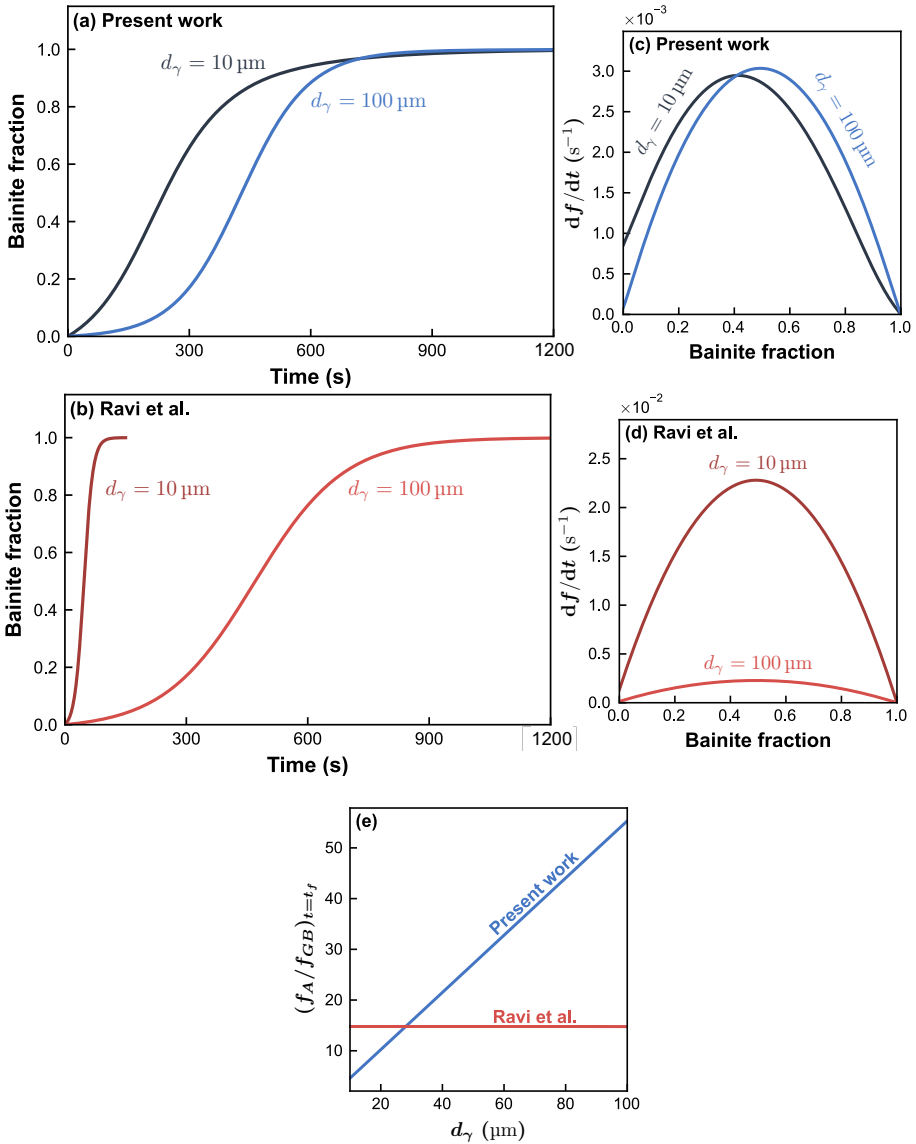 (a) Present work
Bainite fraction
1.0
0.8
0.6
0.4
0.2
0.0
d_γ = 10 µm
d_γ = 100 µm
0 300 600 900 1200
Time (s)
×10⁻³
(c) Present work
df/dt (s⁻¹)
3.0
2.5
2.0
1.5
1.0
0.5
0.0
d_γ = 10 µm
d_γ = 100 µm
0.0 0.2 0.4 0.6 0.8 1.0
Bainite fraction
(b) Ravi et al.
Bainite fraction
1.0
0.8
0.6
0.4
0.2
0.0
d_γ = 10 µm
d_γ = 100 µm
0 300 600 900 1200
Time (s)
×10⁻²
(d) Ravi et al.
df/dt (s⁻¹)
2.5
2.0
1.5
1.0
0.5
0.0
d_γ = 10 µm
d_γ = 100 µm
0.0 0.2 0.4 0.6 0.8 1.0
Bainite fraction
(e)
(f_A/f_GB)_t=t_f
50
40
30
20
10
Present work
Ravi et al.
20 40 60 80 100
d_γ (µm)